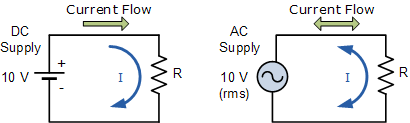 Current Flow
DC
Supply
10 V
+
-
I
R
Current Flow
AC
Supply
10 V
(rms)
I
R